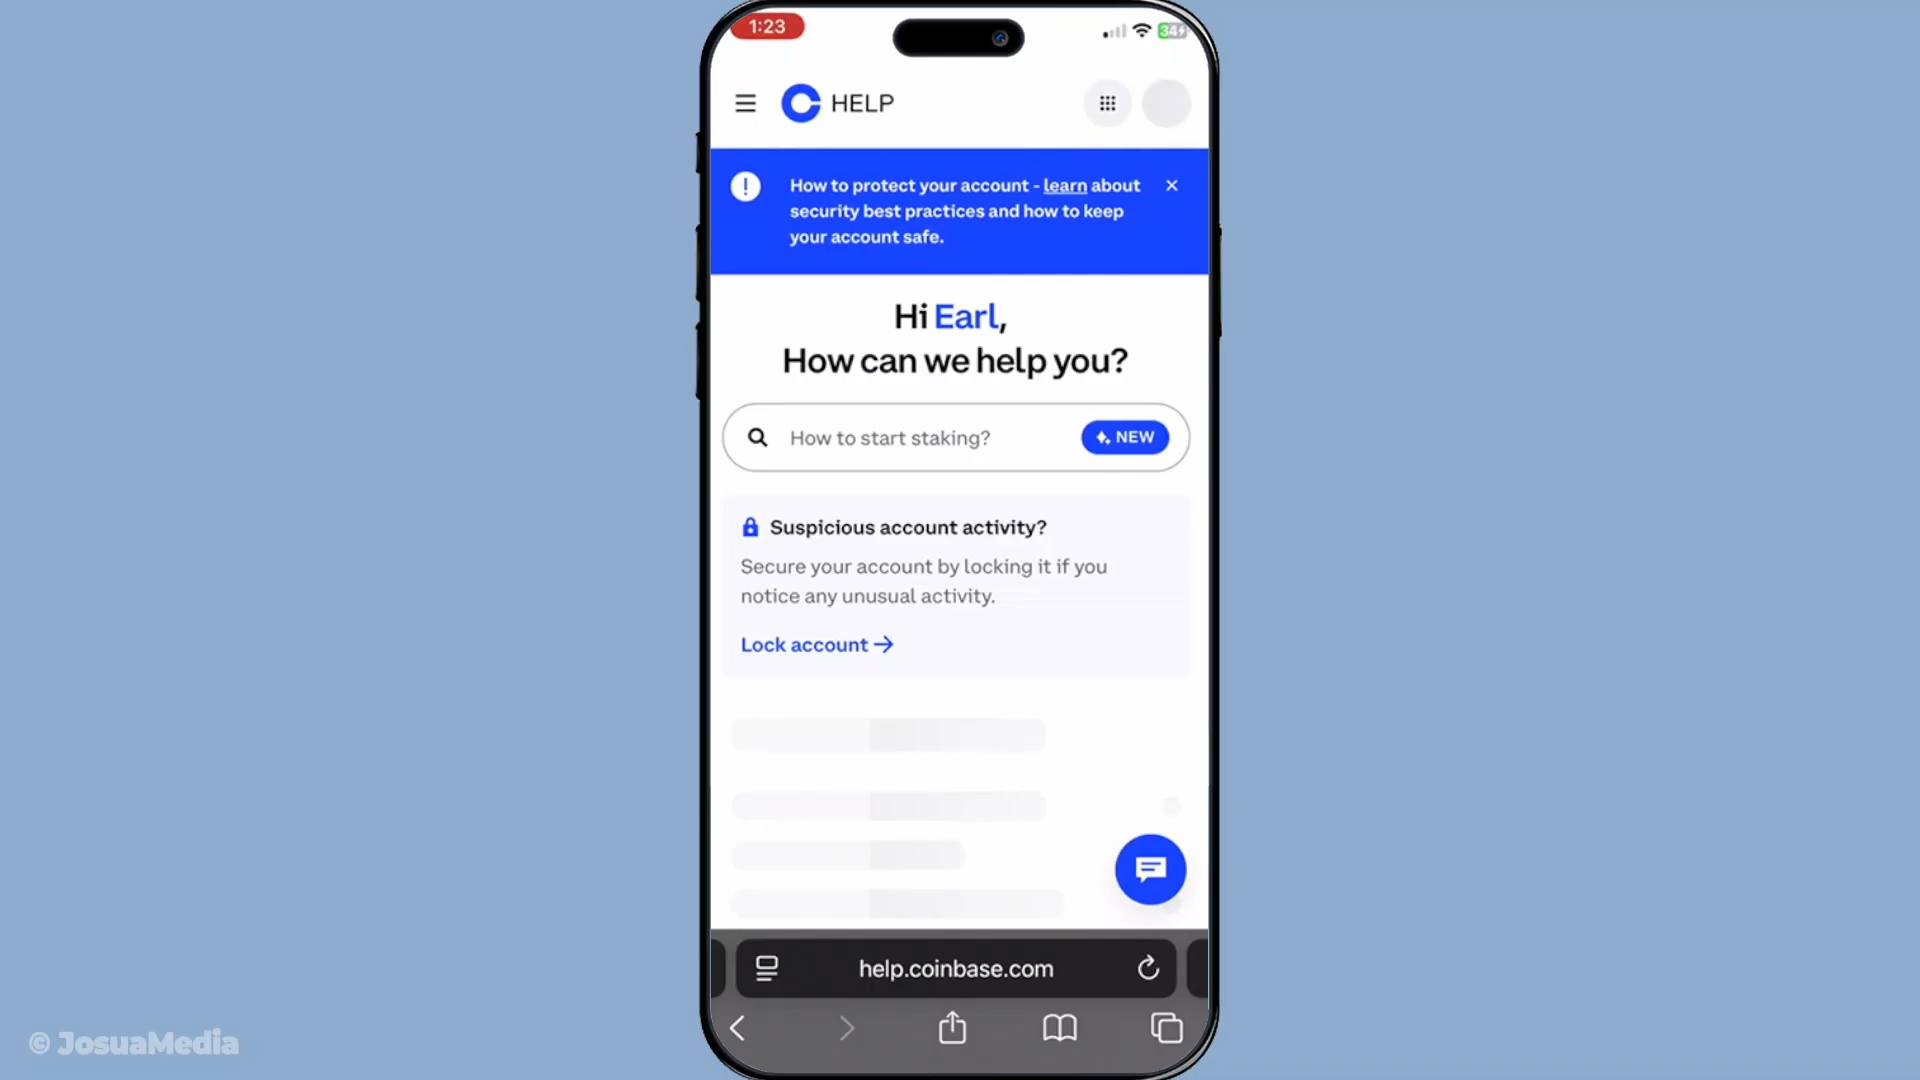 1:23
34
HELP
How to protect your account - learn about
security best practices and how to keep
your account safe.
Hi Earl,
How can we help you?
How to start staking?
NEW
Suspicious account activity?
Secure your account by locking it if you
notice any unusual activity.
Lock account
help.coinbase.com
© JosuaMedia